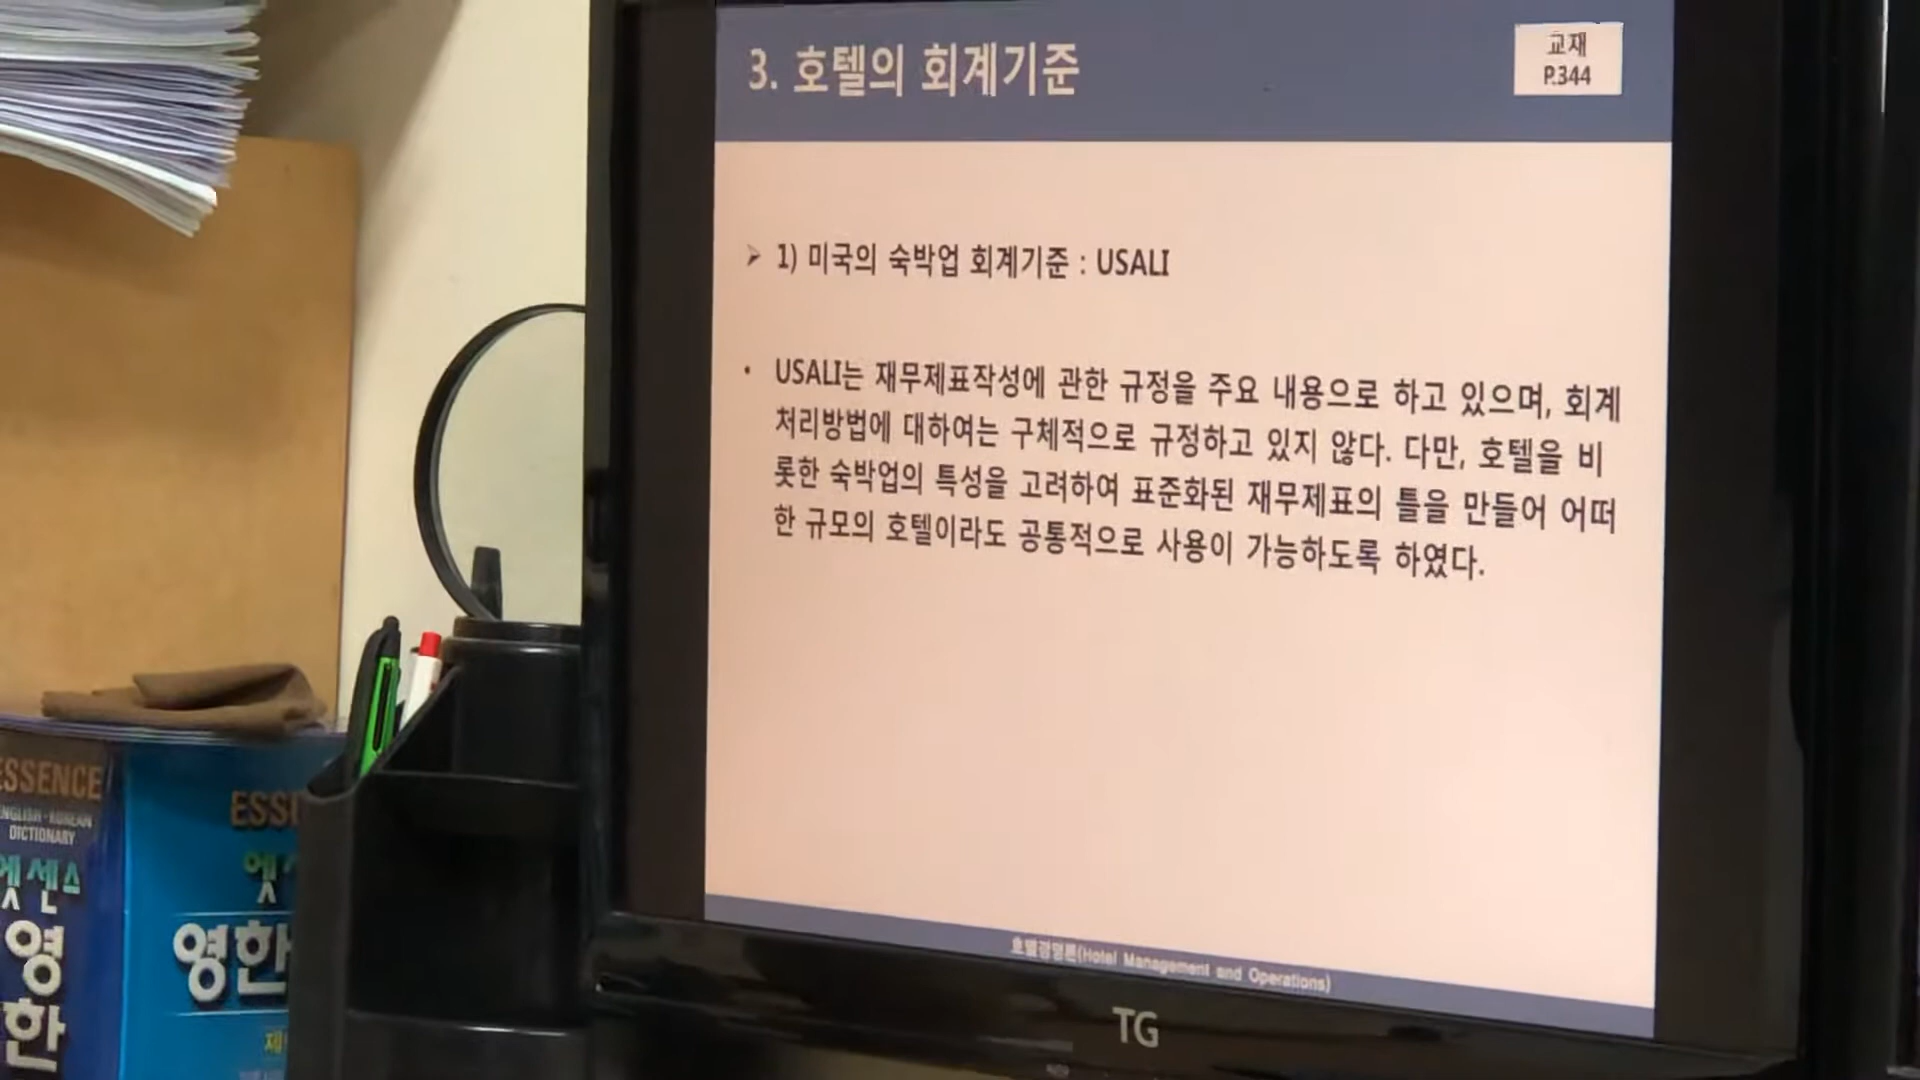 3. 호텔의 회계기준
교재
P.344
1) 미국의 숙박업 회계기준 : USALI
• USALI는 재무제표작성에 관한 규정을 주요 내용으로 하고 있으며, 회계
처리방법에 대하여는 구체적으로 규정하고 있지 않다. 다만, 호텔을 비
롯한 숙박업의 특성을 고려하여 표준화된 재무제표의 틀을 만들어 어떠
한 규모의 호텔이라도 공통적으로 사용이 가능하도록 하였다.
호텔경영론(Hotel Management and Operations)
TG
ESSENCE
ENGLISH-KOREAN
DICTIONARY
엣센스
영
한
ESSE
엣
영한